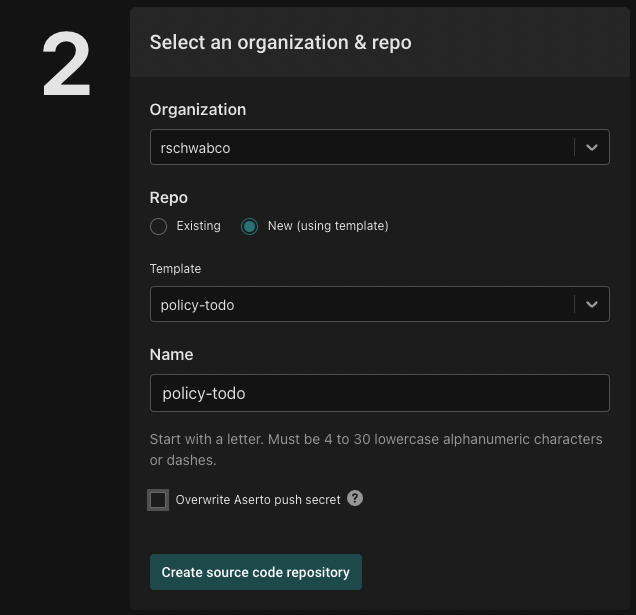 2
Select an organization & repo
Organization
rschwabco
Repo
Existing New (using template)
Template
policy-todo
Name
policy-todo
Start with a letter. Must be 4 to 30 lowercase alphanumeric characters
or dashes.
Overwrite Aserto push secret ?
Create source code repository